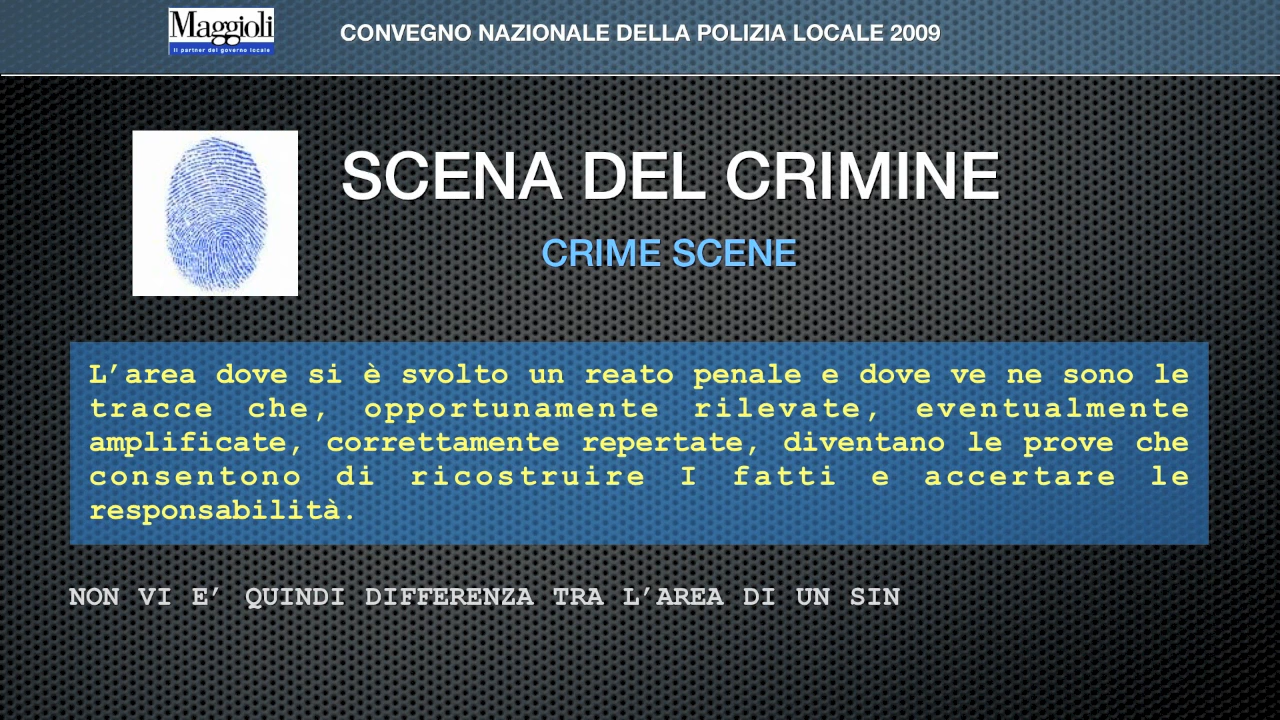 Maggioli
Il partner del governo locale
CONVEGNO NAZIONALE DELLA POLIZIA LOCALE 2009
SCENA DEL CRIMINE
CRIME SCENE
L’area dove si è svolto un reato penale e dove ve ne sono le
tracce che, opportunamente rilevate, eventualmente
amplificate, correttamente repertate, diventano le prove che
consentono di ricostruire I fatti e accertare le
responsabilità.
NON VI E’ QUINDI DIFFERENZA TRA L’AREA DI UN SIN